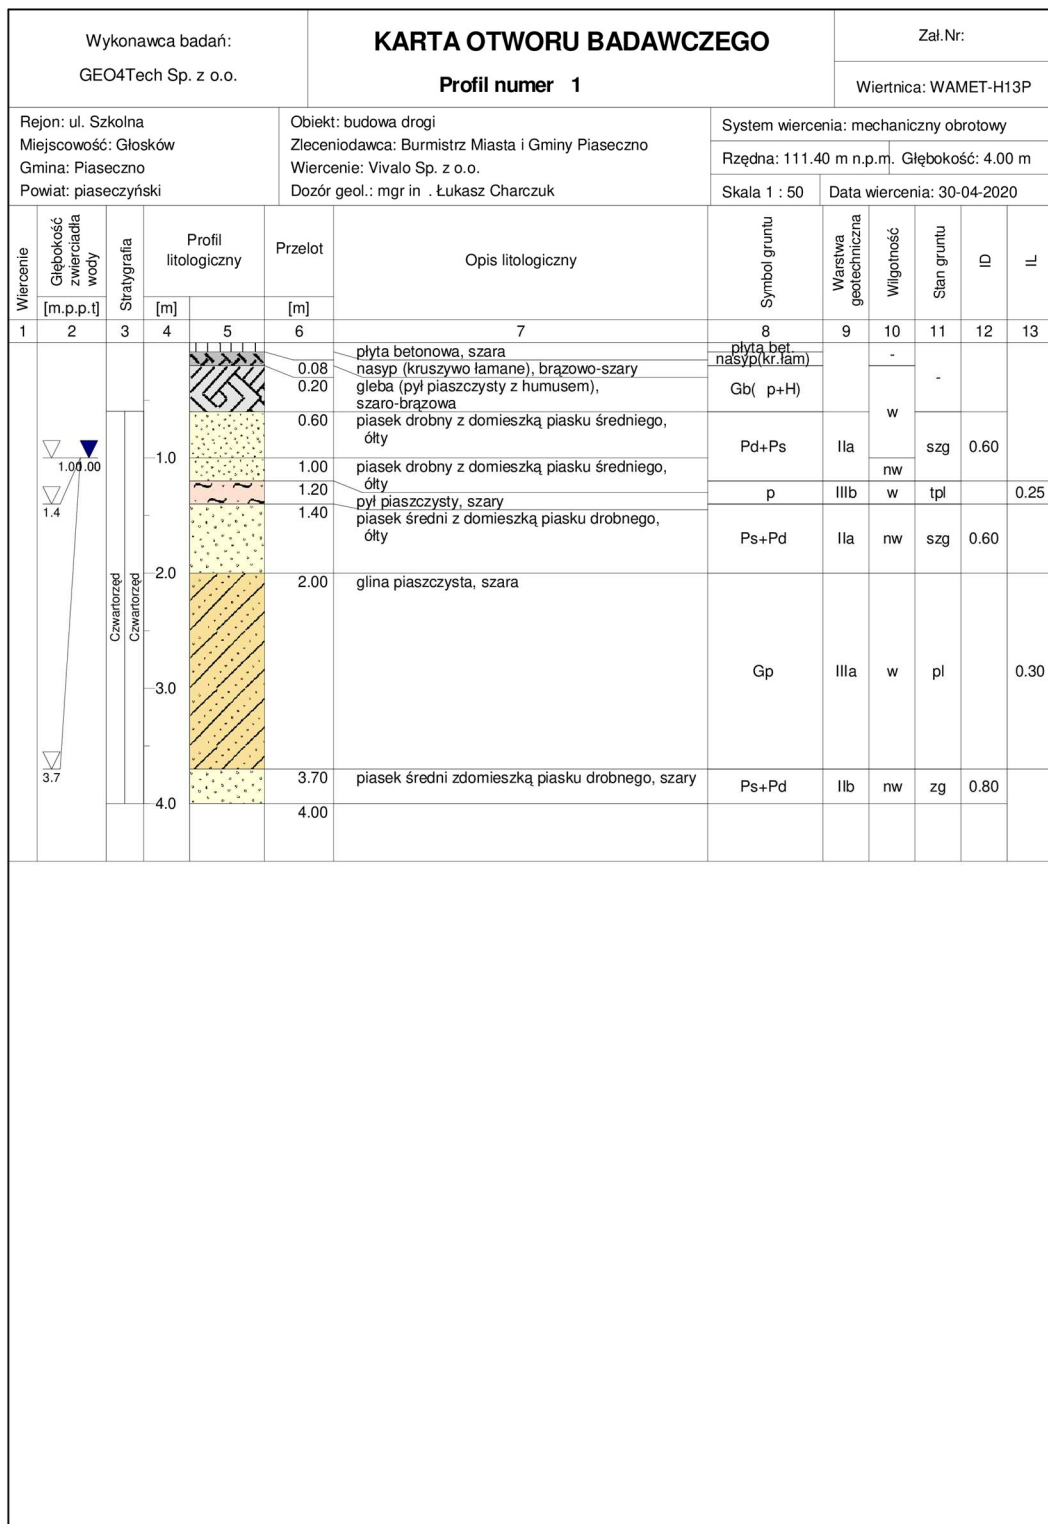 Wykonawca badań:
GEO4Tech Sp. z o.o.
KARTA OTWORU BADAWCZEGO
Profil numer 1
Zał.Nr:
Wiertnica: WAMET-H13P
Rejon: ul. Szkolna
Miejscowość: Głosków
Gmina: Piaseczno
Powiat: piaseczyński
Obiekt: budowa drogi
Zleceniodawca: Burmistrz Miasta i Gminy Piaseczno
Wiercenie: Vivalo Sp. z o.o.
Dozór geol.: mgr in . Łukasz Charczuk
System wiercenia: mechaniczny obrotowy
Rzędna: 111.40 m n.p.m. Głębokość: 4.00 m
Skala 1 : 50 Data wiercenia: 30-04-2020
Wiercenie
Głębokość
zwierciadła
wody
[m.p.p.t]
Stratygrafia
Profil
litologiczny
[m]
Przelot
[m]
Opis litologiczny
Symbol gruntu
Warstwa
geotechniczna
Wilgotność
Stan gruntu
ID
IL
1 2 3 4 5 6 7 8 9 10 11 12 13
płyta betonowa, szara płyta bet.
0.08 nasyp (kruszywo łamane), brązowo-szary nasyp(kr.łam) -
0.20 gleba (pył piaszczysty z humusem),
szaro-brązowa
Gb( p+H) w -
0.60 piasek drobny z domieszką piasku średniego,
ółty
Pd+Ps IIa szg 0.60
1.00 1.00 1.0
1.00 piasek drobny z domieszką piasku średniego,
ółty
nw
1.20 pył piaszczysty, szary p IIIb w tpl 0.25
1.4
1.40 piasek średni z domieszką piasku drobnego,
ółty
Ps+Pd IIa nw szg 0.60
2.0 2.00 glina piaszczysta, szara
Czwartorzęd
Czwartorzęd
3.0
Gp IIIa w pl 0.30
3.7 3.70 piasek średni zdomieszką piasku drobnego, szary Ps+Pd IIb nw zg 0.80
4.0 4.00